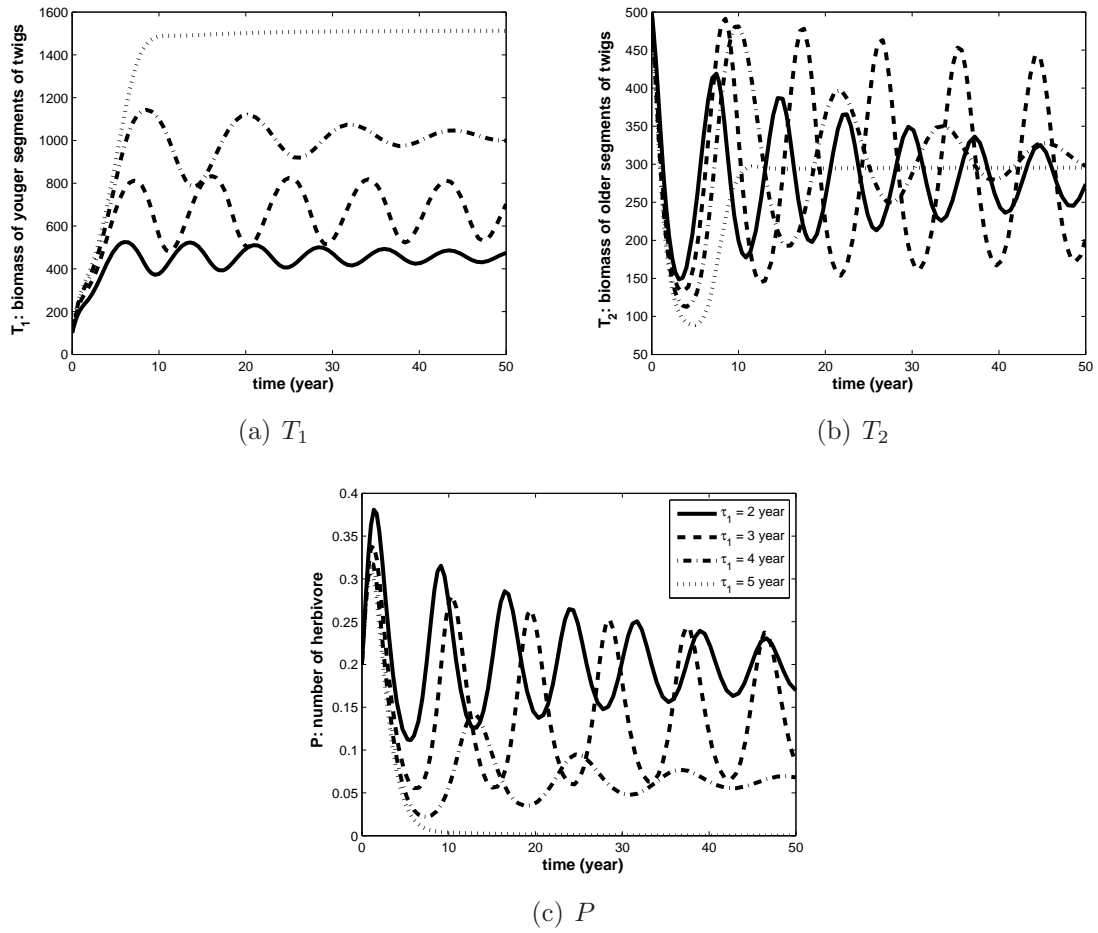 1600
1400
1200
1000
800
600
400
200
0
T₁: biomass of youger segments of twigs
0 10 20 30 40 50
time (year)
(a) T₁
500
450
400
350
300
250
200
150
100
50
T₂: biomass of older segments of twigs
0 10 20 30 40 50
time (year)
(b) T₂
0.4
0.35
0.3
0.25
0.2
0.15
0.1
0.05
0
P: number of herbivore
τ₁ = 2 year
τ₁ = 3 year
τ₁ = 4 year
τ₁ = 5 year
0 10 20 30 40 50
time (year)
(c) P